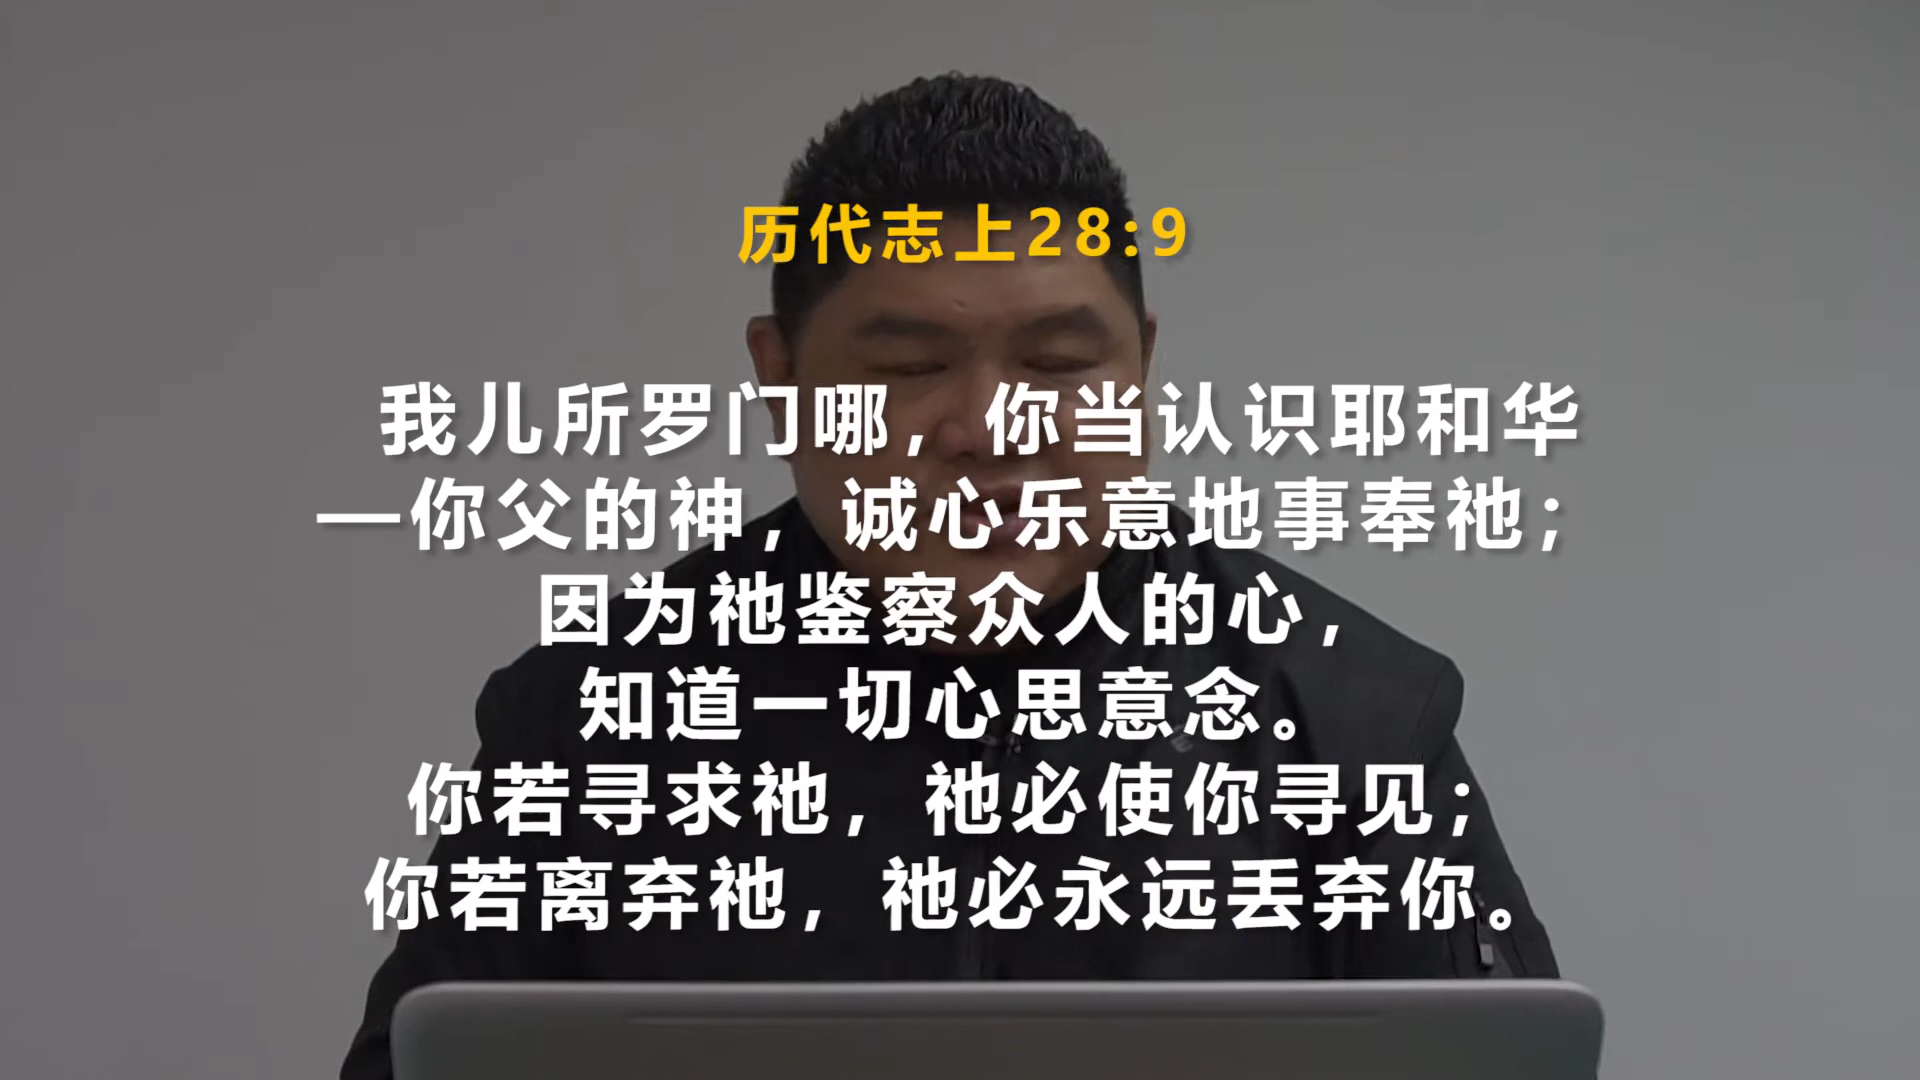 历代志上28:9
我儿所罗门哪，你当认识耶和华
—你父的神，诚心乐意地事奉祂；
因为祂鉴察众人的心，
知道一切心思意念。
你若寻求祂，祂必使你寻见；
你若离弃祂，祂必永远丢弃你。